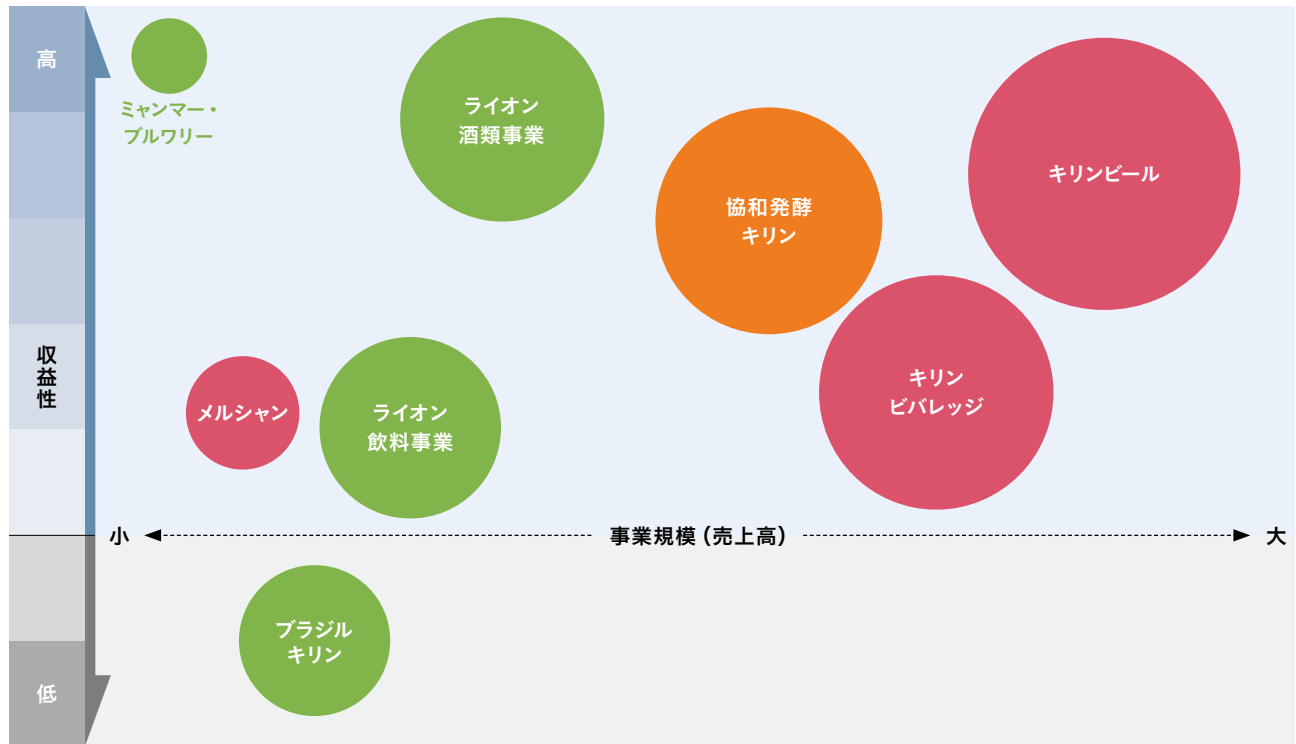 高
ミャンマー・
ブルワリー
ライオン
酒類事業
協和発酵
キリン
キリンビール
収益性
メルシャン
ライオン
飲料事業
キリン
ビバレッジ
小
事業規模（売上高）
大
ブラジル
キリン
低